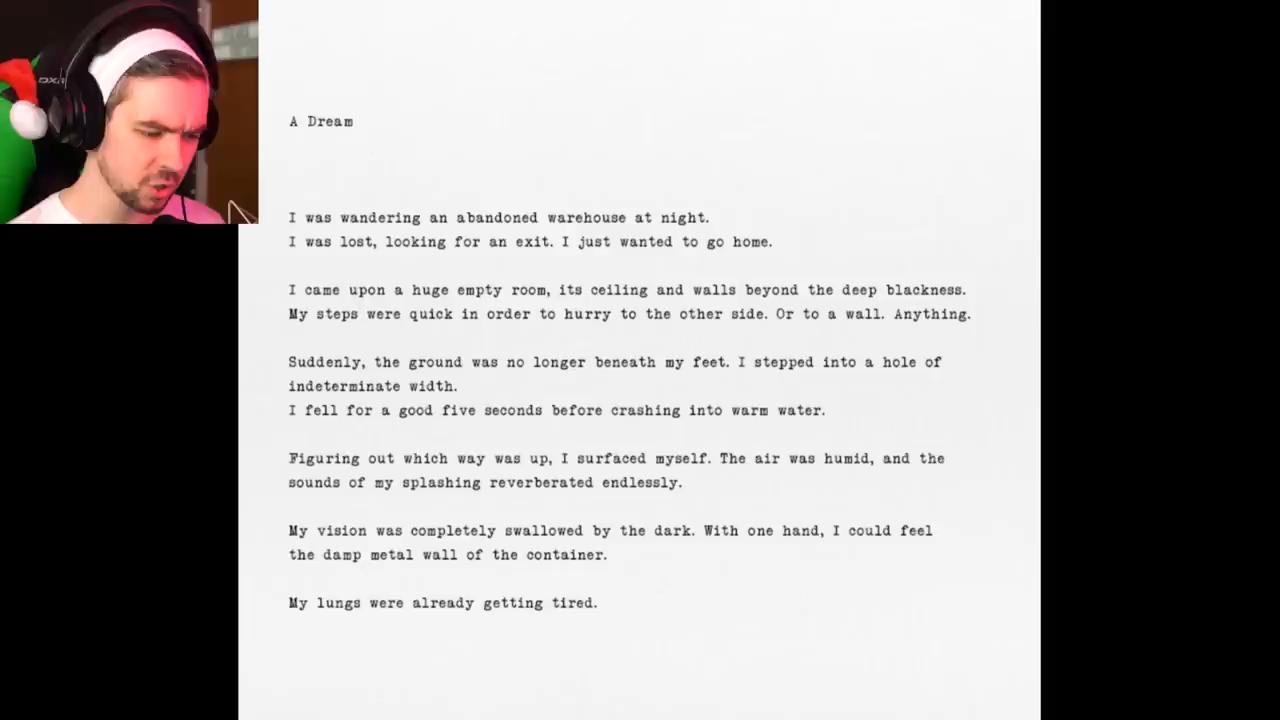 A Dream
I was wandering an abandoned warehouse at night.
I was lost, looking for an exit. I just wanted to go home.
I came upon a huge empty room, its ceiling and walls beyond the deep blackness.
My steps were quick in order to hurry to the other side. Or to a wall. Anything.
Suddenly, the ground was no longer beneath my feet. I stepped into a hole of
indeterminate width.
I fell for a good five seconds before crashing into warm water.
Figuring out which way was up, I surfaced myself. The air was humid, and the
sounds of my splashing reverberated endlessly.
My vision was completely swallowed by the dark. With one hand, I could feel
the damp metal wall of the container.
My lungs were already getting tired.